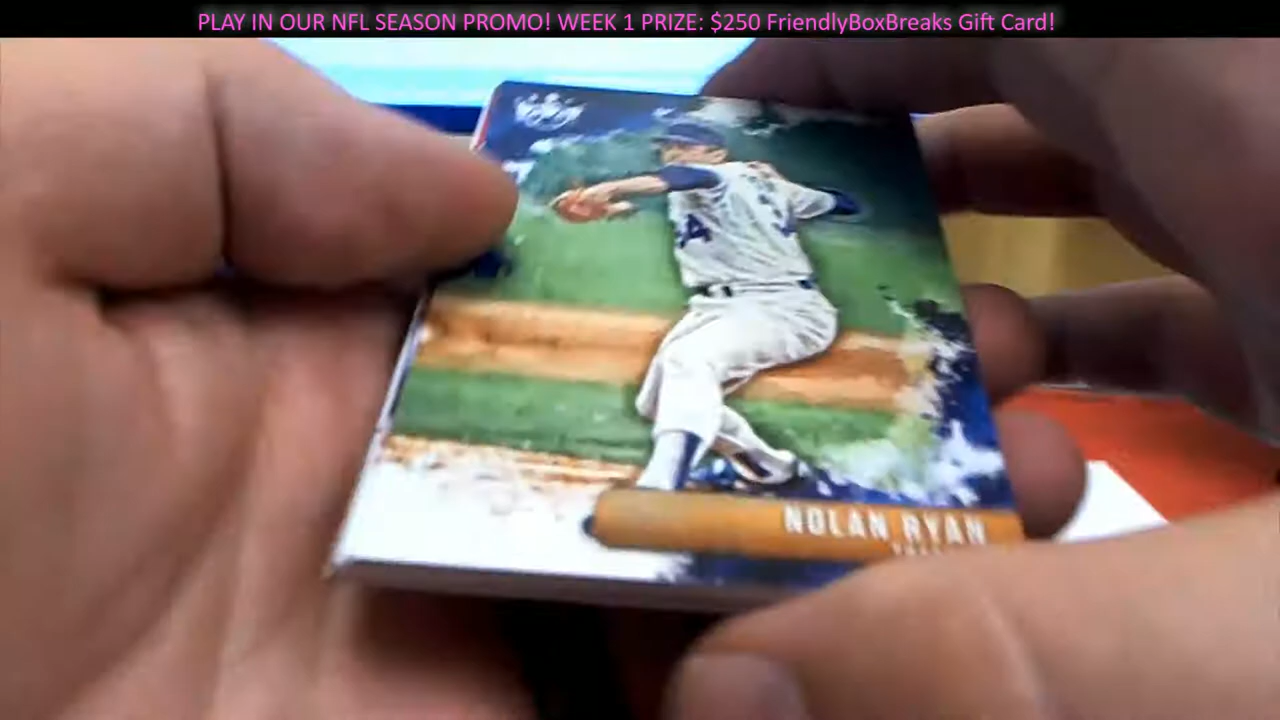 PLAY IN OUR NFL SEASON PROMO! WEEK 1 PRIZE: $250 FriendlyBoxBreaks Gift Card!
NOLAN RYAN